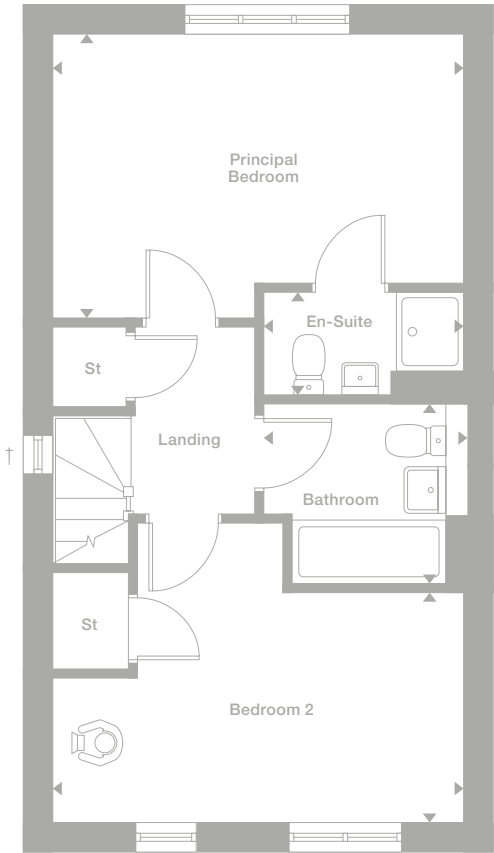 Principal
Bedroom
En-Suite
St
Landing
†
Bathroom
St
Bedroom 2